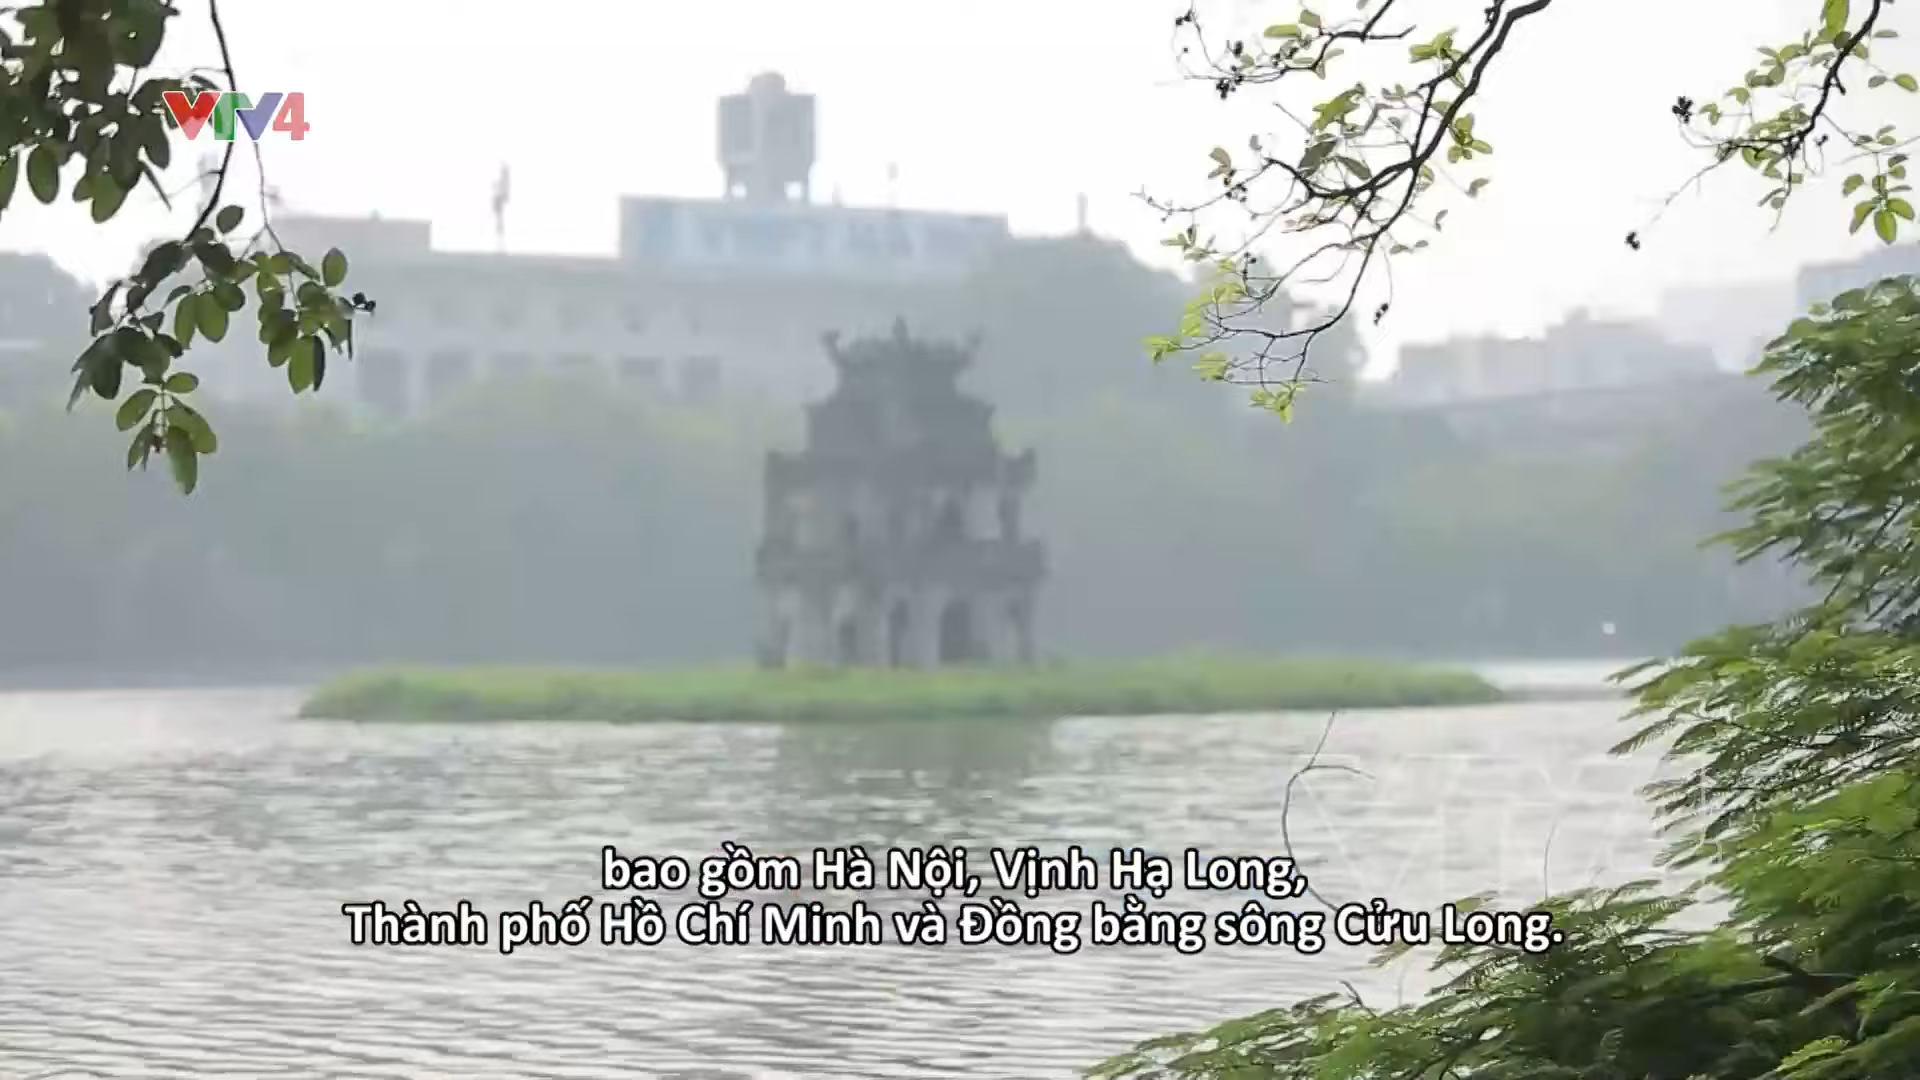 VTV4
bao gồm Hà Nội, Vịnh Hạ Long,
Thành phố Hồ Chí Minh và Đồng bằng sông Cửu Long.